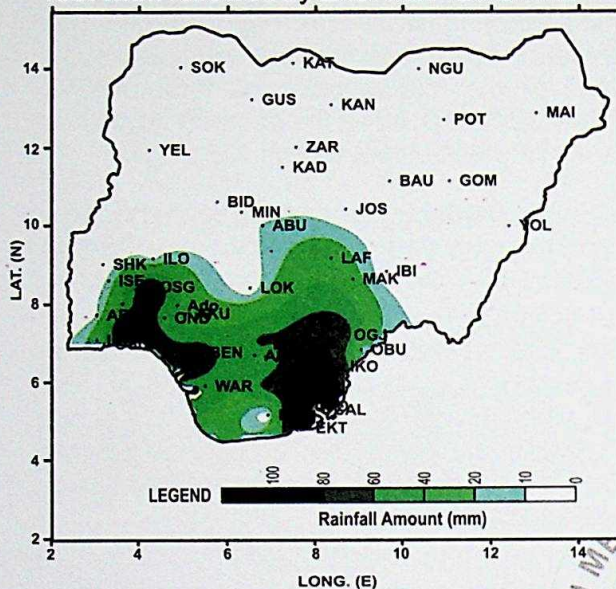 14
12
10
8
6
4
2
LAT. (N)
SOK
KAT
NGU
GUS
KAN
MAI
POT
YEL
ZAR
KAD
BAU
GOM
BID
MIN
JOS
ABU
YOL
SHK
ILO
LAF
IBI
ISE
OSG
LOK
MAK
Ado
OND
OGJ
BEN
OBU
IKO
WAR
CAL
EKT
LEGEND
100
80
60
40
20
10
0
Rainfall Amount (mm)
2
4
6
8
10
12
14
LONG. (E)